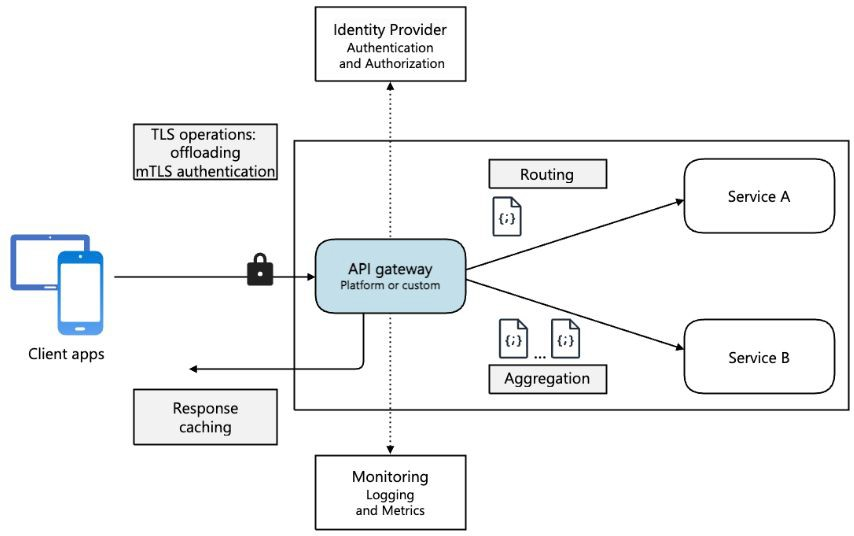 Identity Provider
Authentication
and Authorization
TLS operations:
offloading
mTLS authentication
Routing
{;}
Service A
API gateway
Platform or custom
Client apps
{;}
...
{;}
Aggregation
Service B
Response
caching
Monitoring
Logging
and Metrics